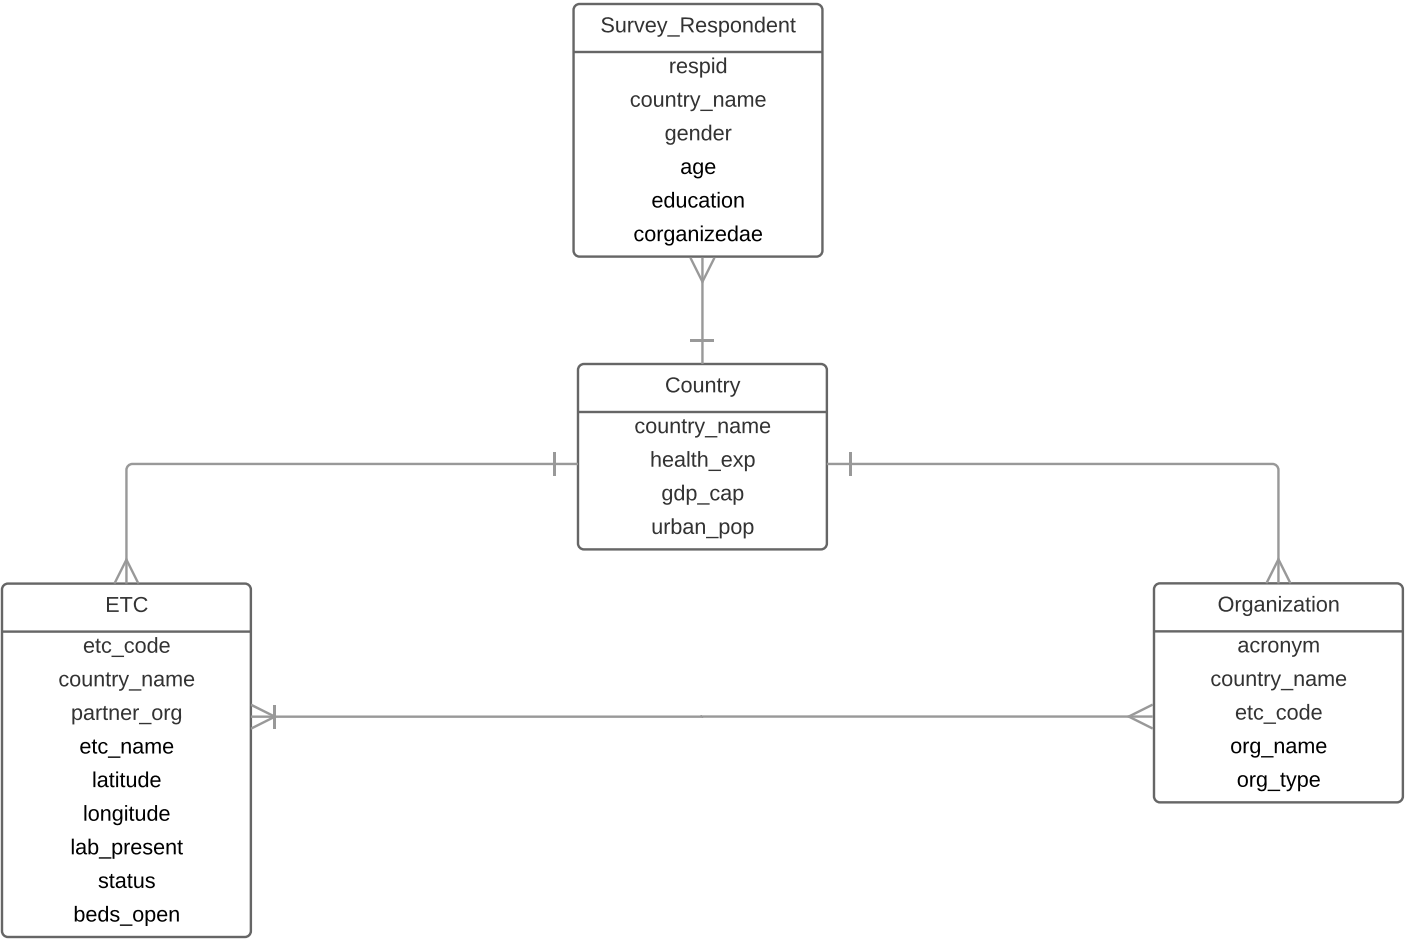 Survey_Respondent
respid
country_name
gender
age
education
corganizedae
Country
country_name
health_exp
gdp_cap
urban_pop
ETC
etc_code
country_name
partner_org
etc_name
latitude
longitude
lab_present
status
beds_open
Organization
acronym
country_name
etc_code
org_name
org_type